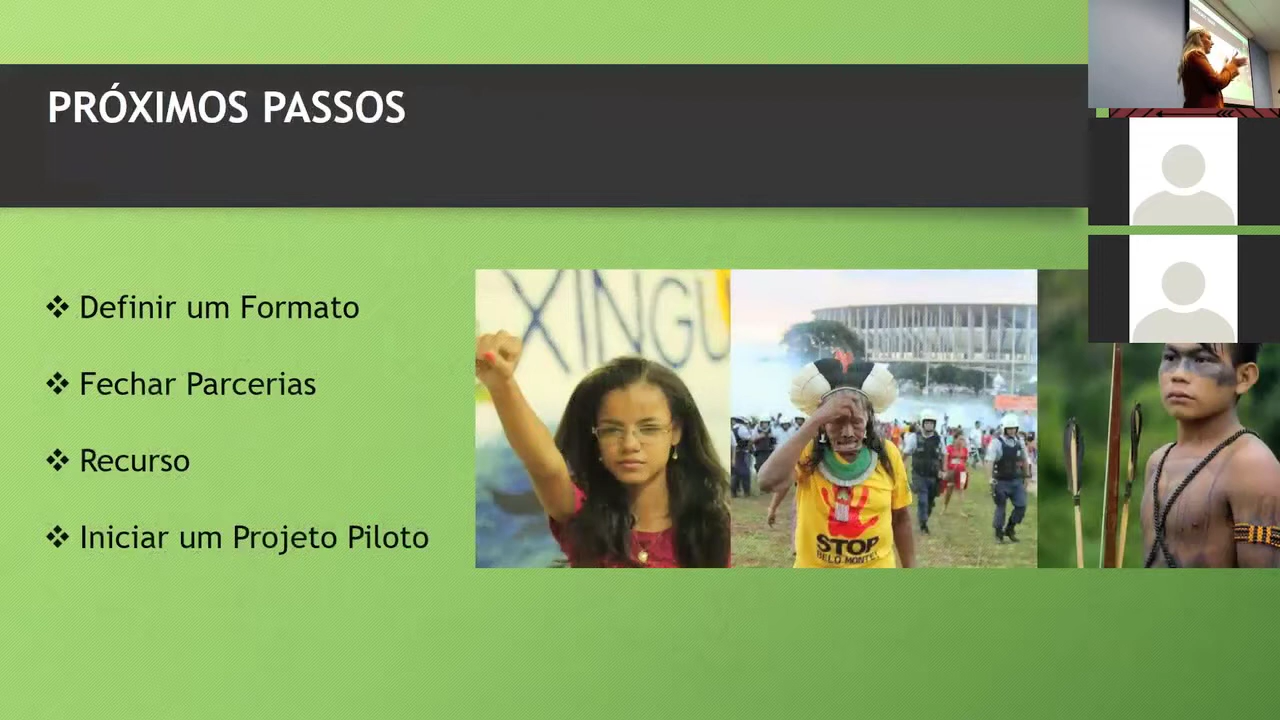 PRÓXIMOS PASSOS
Definir um Formato
Fechar Parcerias
Recurso
Iniciar um Projeto Piloto
XINGU
STOP
BELO MONTE!